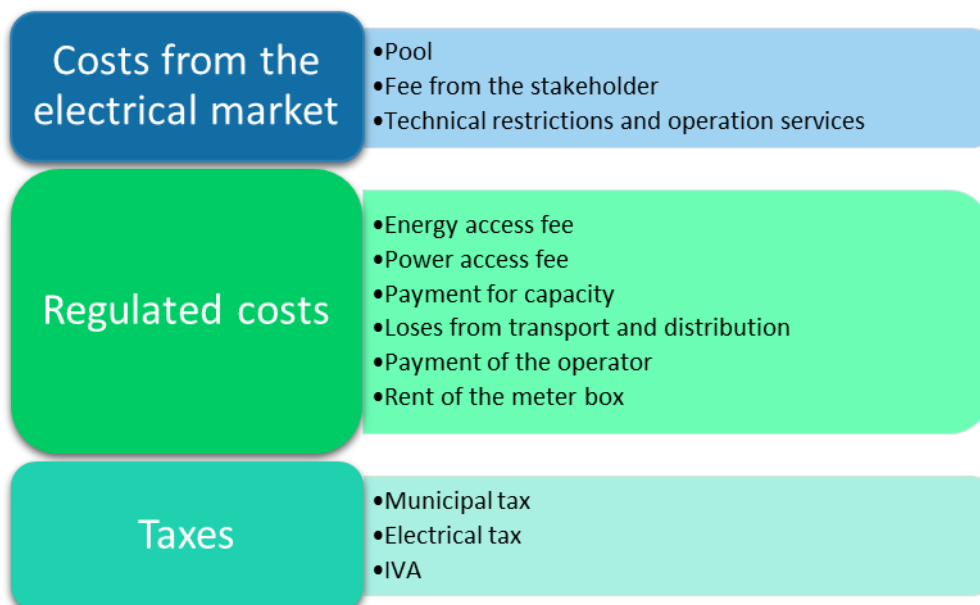 Costs from the
electrical market
•Pool
•Fee from the stakeholder
•Technical restrictions and operation services
Regulated costs
•Energy access fee
•Power access fee
•Payment for capacity
•Loses from transport and distribution
•Payment of the operator
•Rent of the meter box
Taxes
•Municipal tax
•Electrical tax
•IVA